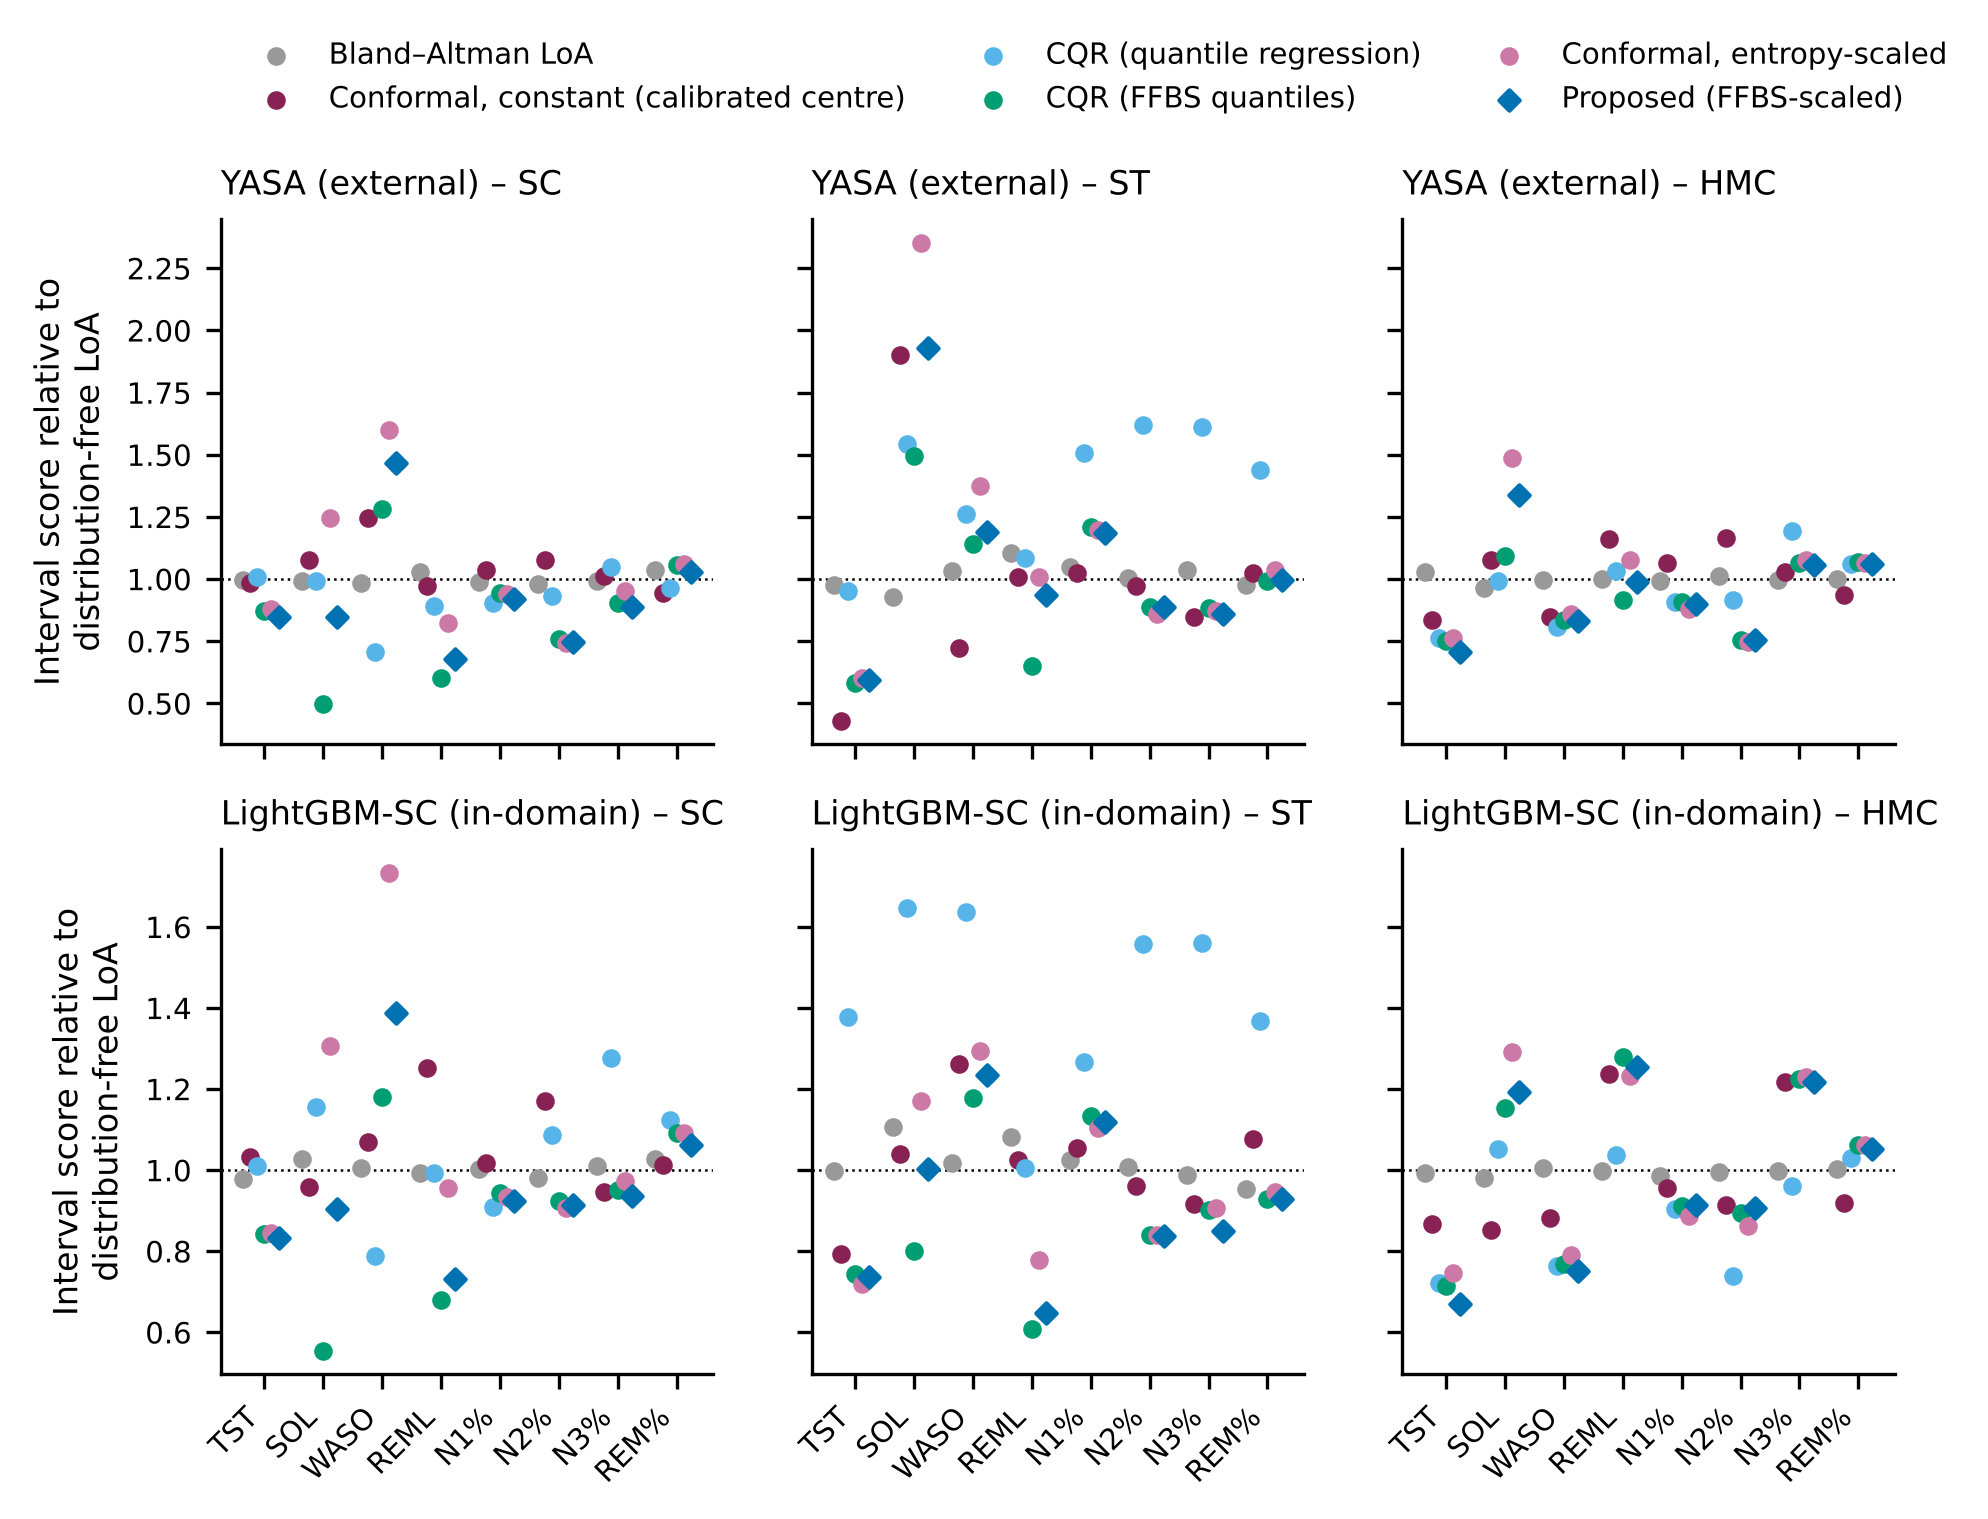 Bland–Altman LoA
Conformal, constant (calibrated centre)
CQR (quantile regression)
CQR (FFBS quantiles)
Conformal, entropy-scaled
Proposed (FFBS-scaled)
YASA (external) – SC
YASA (external) – ST
YASA (external) – HMC
Interval score relative to
distribution-free LoA
2.25
2.00
1.75
1.50
1.25
1.00
0.75
0.50
LightGBM-SC (in-domain) – SC
LightGBM-SC (in-domain) – ST
LightGBM-SC (in-domain) – HMC
Interval score relative to
distribution-free LoA
1.6
1.4
1.2
1.0
0.8
0.6
TST
SOL
WASO
REML
N1%
N2%
N3%
REM%
TST
SOL
WASO
REML
N1%
N2%
N3%
REM%
TST
SOL
WASO
REML
N1%
N2%
N3%
REM%